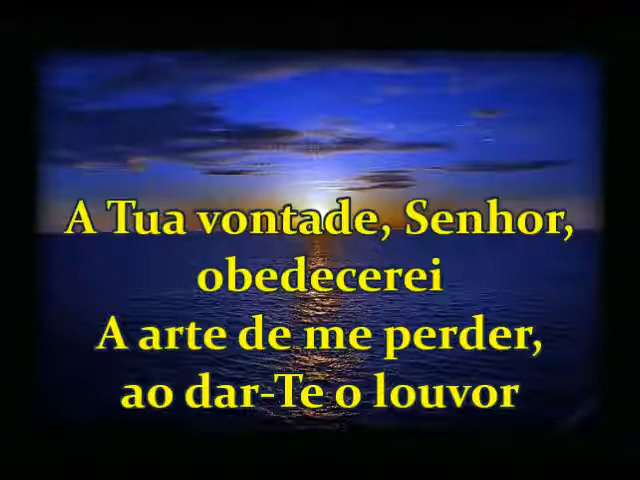 A Tua vontade, Senhor,
obedecerei
A arte de me perder,
ao dar-Te o louvor